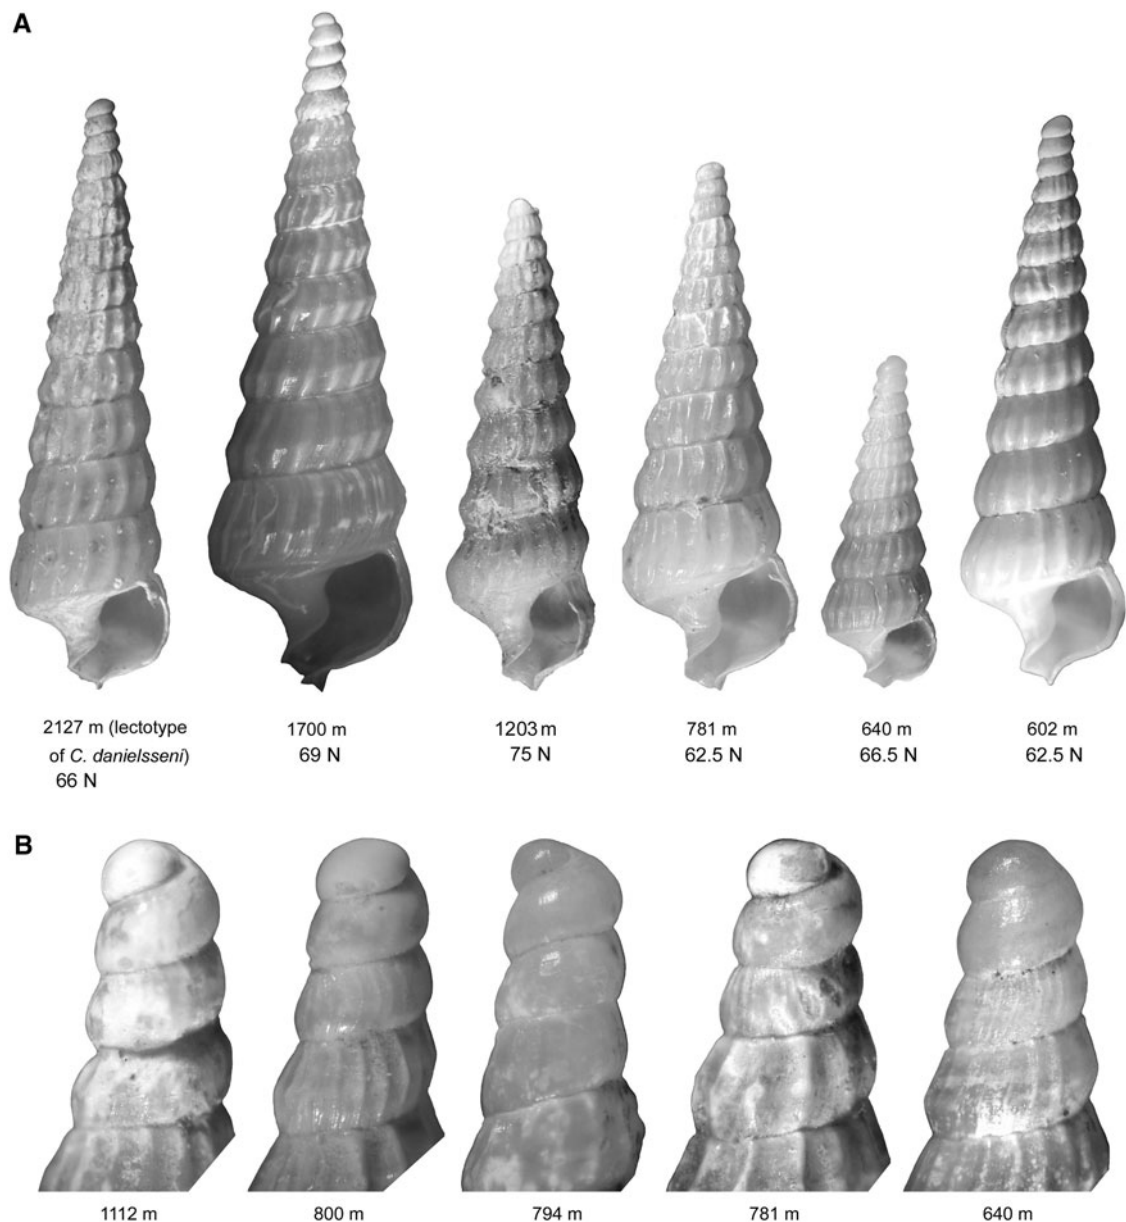 A
2127 m (lectotype
of C. danielsseni)
66 N
1700 m
69 N
1203 m
75 N
781 m
62.5 N
640 m
66.5 N
602 m
62.5 N
B
1112 m
800 m
794 m
781 m
640 m